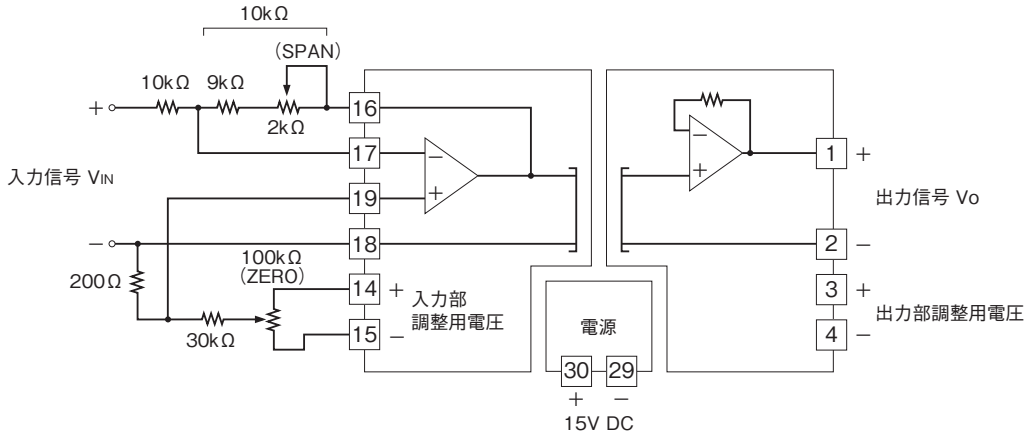 10kΩ
(SPAN)
10kΩ 9kΩ
2kΩ
+
16
17
19
18
入力信号 VIN
−
200Ω
100kΩ
(ZERO)
30kΩ
14 +
15 −
入力部
調整用電圧
−
+
−
+
1 +
出力信号 Vo
2 −
3 +
出力部調整用電圧
4 −
電源
30 29
+ −
15V DC